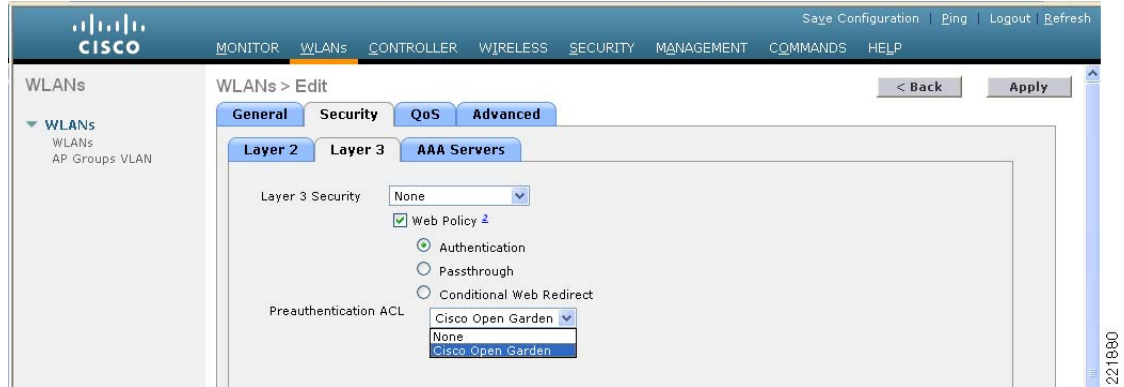 Save Configuration | Ping | Logout | Refresh
CISCO
MONITOR WLANs CONTROLLER WIRELESS SECURITY MANAGEMENT COMMANDS HELP
WLANs
WLANs > Edit
< Back
Apply
General Security QoS Advanced
WLANs
WLANs
AP Groups VLAN
Layer 2 Layer 3 AAA Servers
Layer 3 Security None
Web Policy 2
Authentication
Passthrough
Conditional Web Redirect
Preauthentication ACL Cisco Open Garden
None
Cisco Open Garden
221880